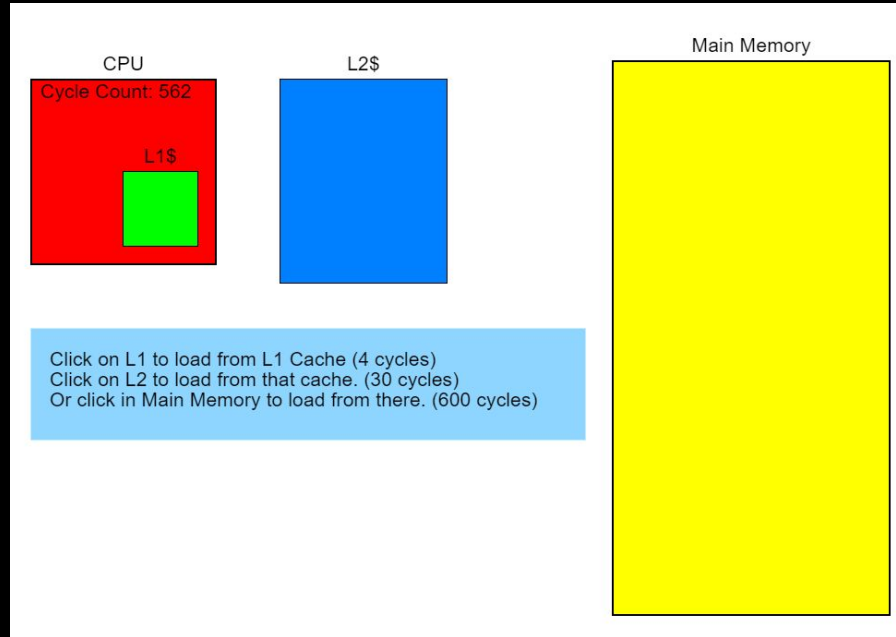 CPU
L2$
Main Memory
Cycle Count: 562
L1$
Click on L1 to load from L1 Cache (4 cycles)
Click on L2 to load from that cache. (30 cycles)
Or click in Main Memory to load from there. (600 cycles)